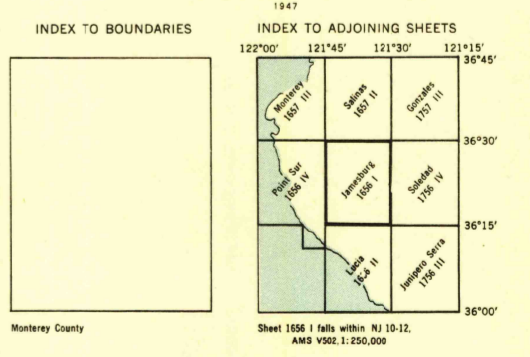 1947
INDEX TO BOUNDARIES
INDEX TO ADJOINING SHEETS
122°00' 121°45' 121°30' 121°15'
36°45'
Monterey
1657 III
Salinas
1657 II
Gonzales
1757 III
36°30'
Point Sur
1656 IV
Jamesburg
1656 I
Soledad
1756 IV
36°15'
Lucia
1656 II
Junipero Serra
1756 III
36°00'
Monterey County
Sheet 1656 I falls within NJ 10-12,
AMS V502, 1:250,000